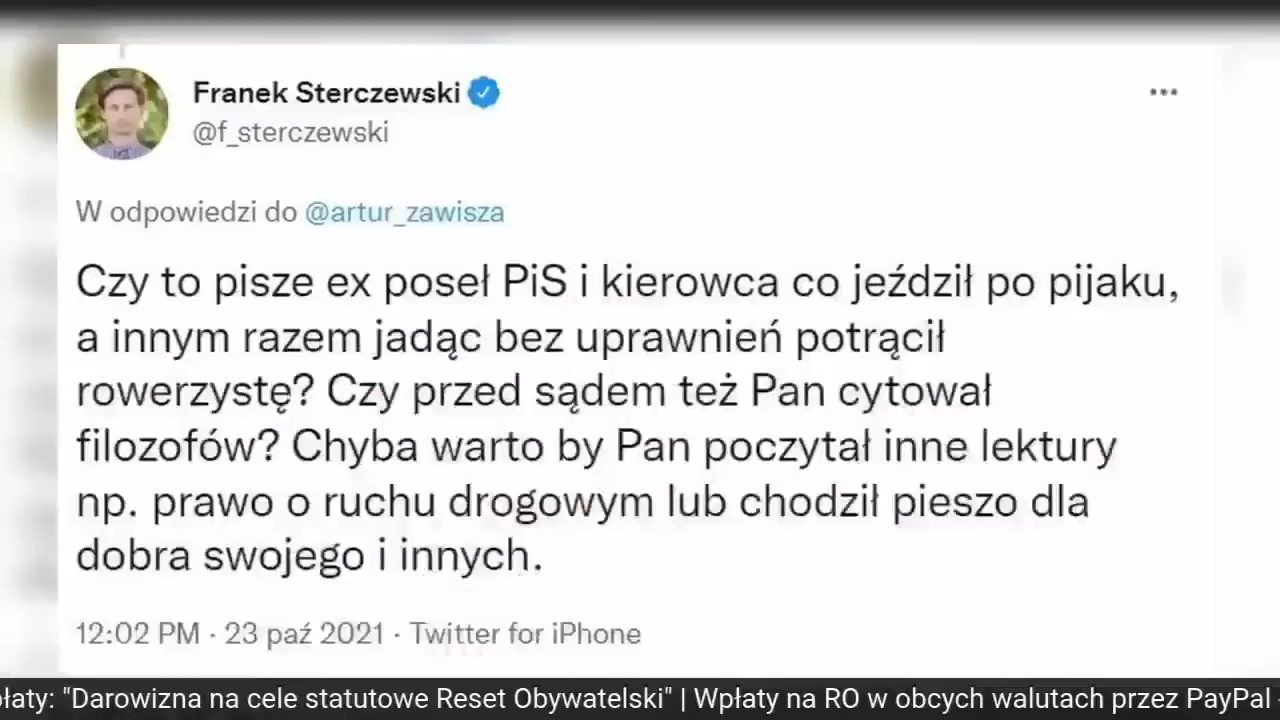 Franek Sterczewski
@f_sterczewski
W odpowiedzi do @artur_zawisza
Czy to pisze ex poseł PiS i kierowca co jeździł po pijaku,
a innym razem jadąc bez uprawnień potrącił
rowerzystę? Czy przed sądem też Pan cytował
filozofów? Chyba warto by Pan poczytał inne lektury
np. prawo o ruchu drogowym lub chodził pieszo dla
dobra swojego i innych.
12:02 PM · 23 paź 2021 · Twitter for iPhone
płaty: "Darowizna na cele statutowe Reset Obywatelski" | Wpłaty na RO w obcych walutach przez PayPal